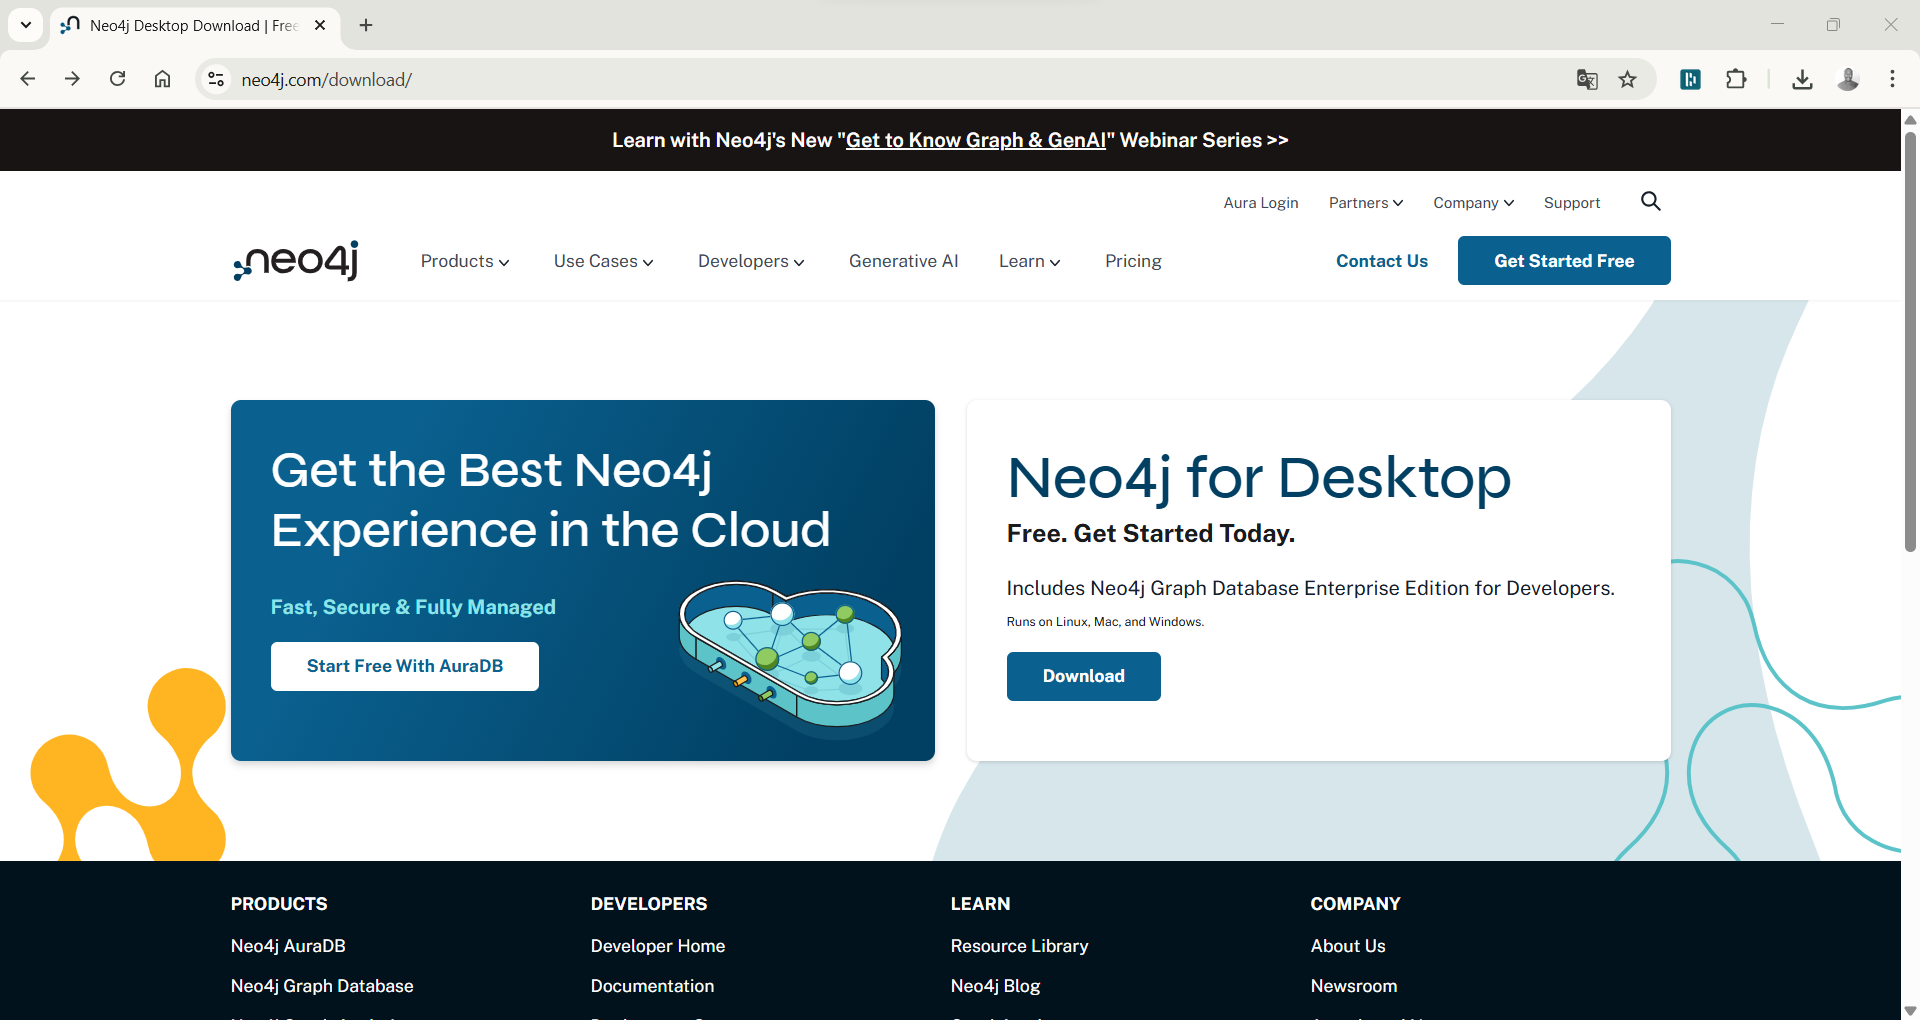 Neo4j Desktop Download | Free
neo4j.com/download/
Learn with Neo4j's New "Get to Know Graph & GenAI" Webinar Series >>
Aura Login Partners Company Support
neo4j Products Use Cases Developers Generative AI Learn Pricing Contact Us Get Started Free
Get the Best Neo4j
Experience in the Cloud
Fast, Secure & Fully Managed
Start Free With AuraDB
Neo4j for Desktop
Free. Get Started Today.
Includes Neo4j Graph Database Enterprise Edition for Developers.
Runs on Linux, Mac, and Windows.
Download
PRODUCTS DEVELOPERS LEARN COMPANY
Neo4j AuraDB Developer Home Resource Library About Us
Neo4j Graph Database Documentation Neo4j Blog Newsroom